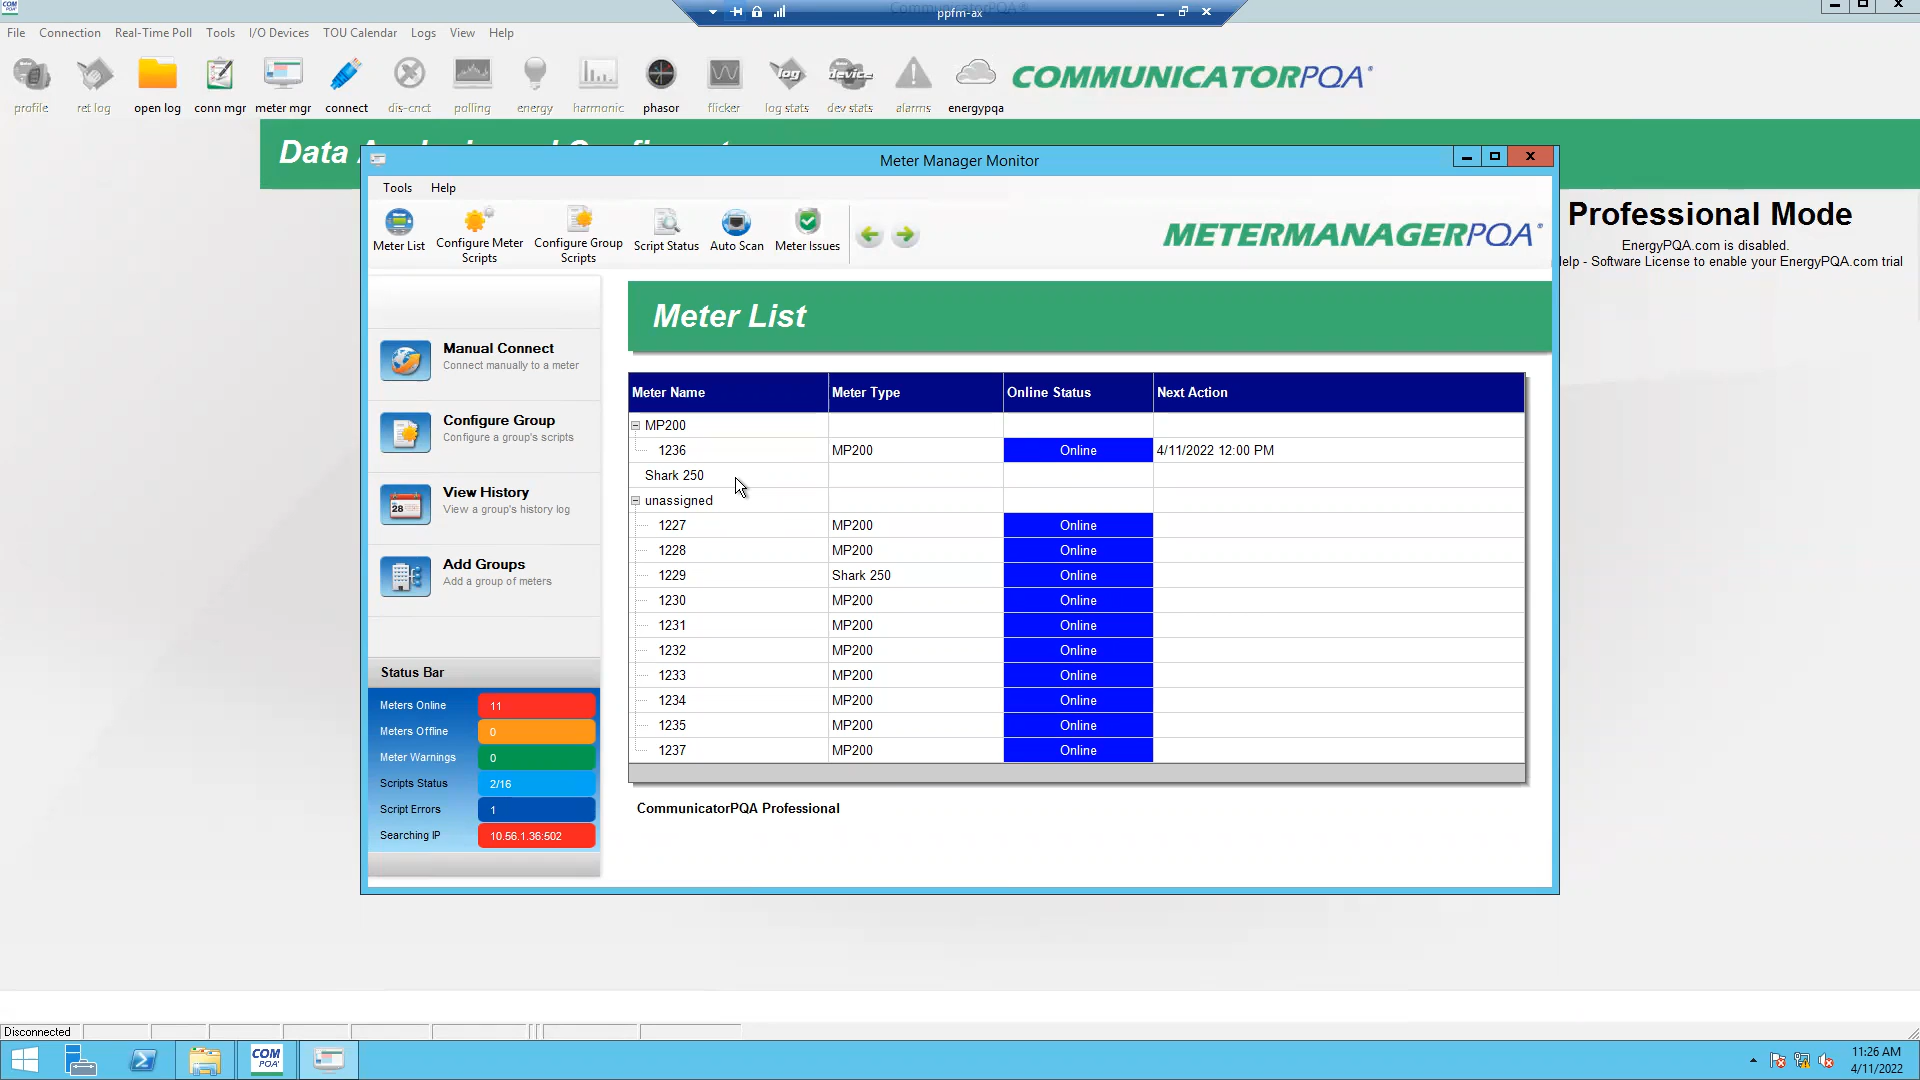 COM
PQA
ppfm-ax
File Connection Real-Time Poll Tools I/O Devices TOU Calendar Logs View Help
profile ret log open log conn mgr meter mgr connect dis-cnct polling energy harmonic phasor flicker log stats dev stats alarms energypqa
log
device
COMMUNICATORPQA®
Data
Meter Manager Monitor
Tools Help
Meter List
Configure Meter Scripts
Configure Group Scripts
Script Status
Auto Scan
Meter Issues
METERMANAGERPQA®
Professional Mode
EnergyPQA.com is disabled.
elp - Software License to enable your EnergyPQA.com trial
Manual Connect
Connect manually to a meter
Configure Group
Configure a group's scripts
28
View History
View a group's history log
Add Groups
Add a group of meters
Status Bar
Meters Online 11
Meters Offline 0
Meter Warnings 0
Scripts Status 2/16
Script Errors 1
Searching IP 10.56.1.36:502
Meter List
Meter Name Meter Type Online Status Next Action
MP200
1236 MP200 Online 4/11/2022 12:00 PM
Shark 250
unassigned
1227 MP200 Online
1228 MP200 Online
1229 Shark 250 Online
1230 MP200 Online
1231 MP200 Online
1232 MP200 Online
1233 MP200 Online
1234 MP200 Online
1235 MP200 Online
1237 MP200 Online
CommunicatorPQA Professional
Disconnected
COM
PQA
11:26 AM
4/11/2022